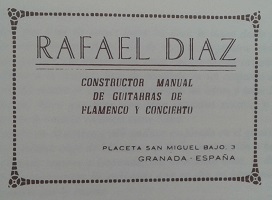 RAFAEL DIAZ
CONSTRUCTOR MANUAL
DE GUITARRAS DE
FLAMENCO Y CONCIERTO
PLACETA SAN MIGUEL BAJO, 3
GRANADA - ESPAÑA